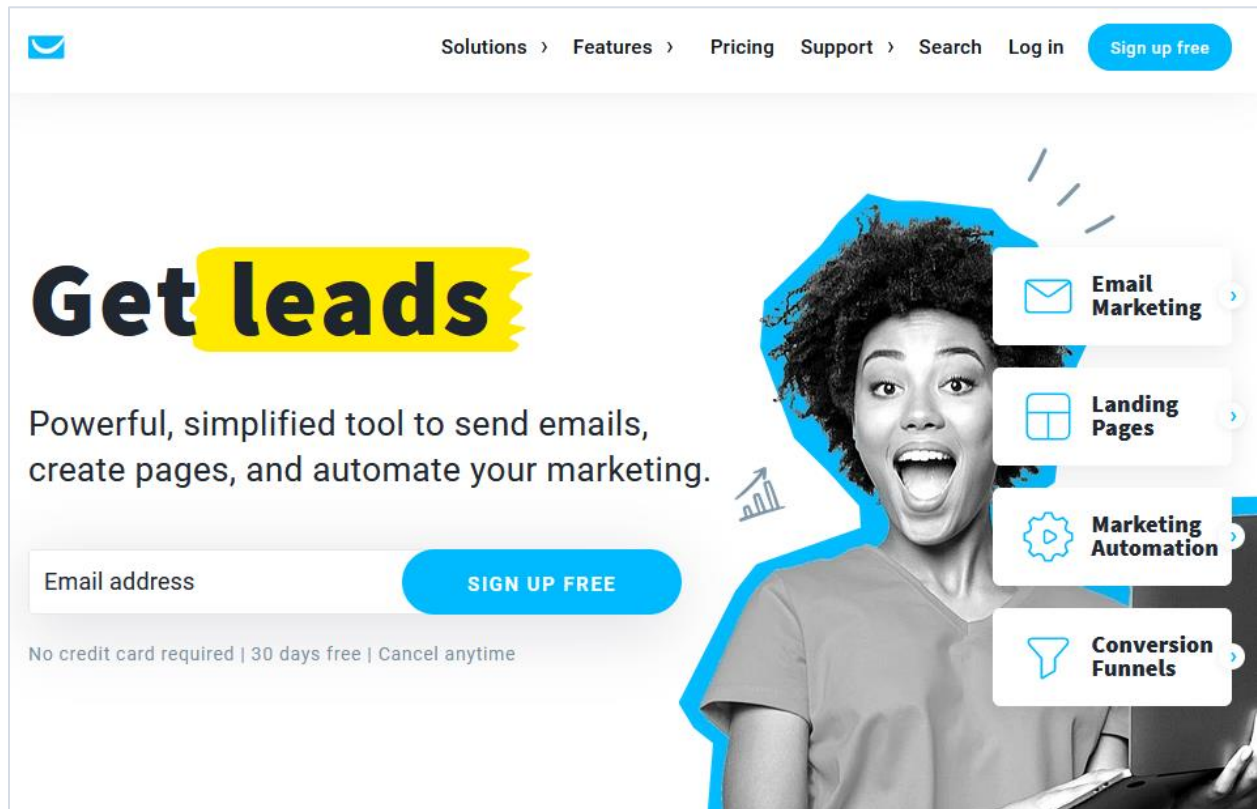 Solutions Features Pricing Support Search Log in Sign up free
Get leads
Powerful, simplified tool to send emails,
create pages, and automate your marketing.
Email address SIGN UP FREE
No credit card required | 30 days free | Cancel anytime
Email
Marketing
Landing
Pages
Marketing
Automation
Conversion
Funnels